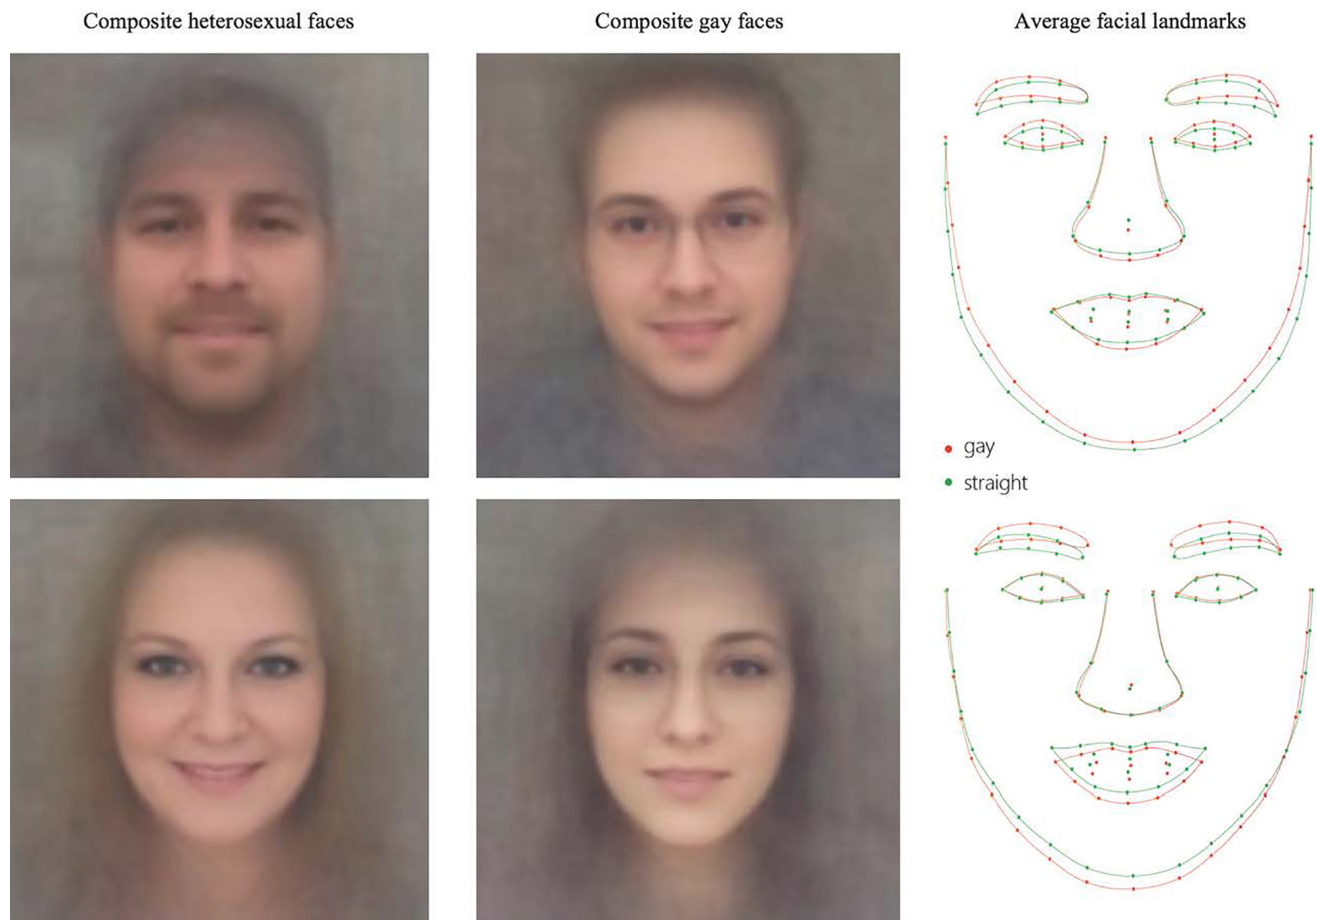 Composite heterosexual faces
Composite gay faces
Average facial landmarks
gay
straight